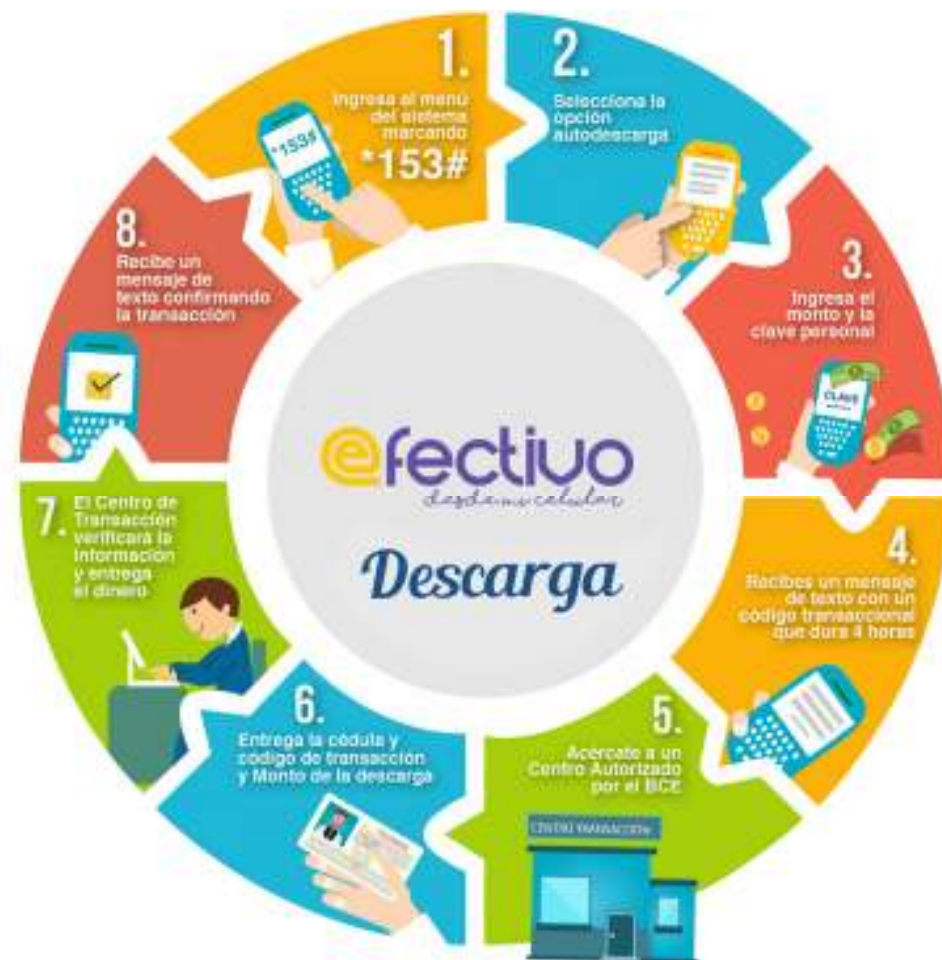 1.
Ingresa al menú
del sistema
marcando
*153#
*153#
2.
Selecciona la
opción
autodescarga
3.
Ingresa el
monto y la
clave personal
CLAVE
4.
Recibes un mensaje
de texto con un
código transaccional
que dura 4 horas
5.
Acércate a un
Centro Autorizado
por el BCE
CENTRO TRANSACCIÓN
6.
Entrega la cédula y
código de transacción
y Monto de la descarga
7.
El Centro de
Transacción
verificará la
información
y entrega
el dinero
8.
Recibe un
mensaje de
texto confirmando
la transacción
efectivo
desde mi celular
Descarga